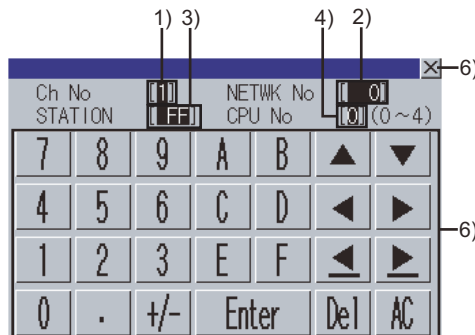 1) 3) 4) 2)
× 6)
Ch No [1] NETWK No [ 0]
STATION [ FF] CPU No [0] (0~4)
7 8 9 A B ▲ ▼
4 5 6 C D ◀ ▶
6)
1 2 3 E F ◀ ▶
0 . +/- Enter Del AC